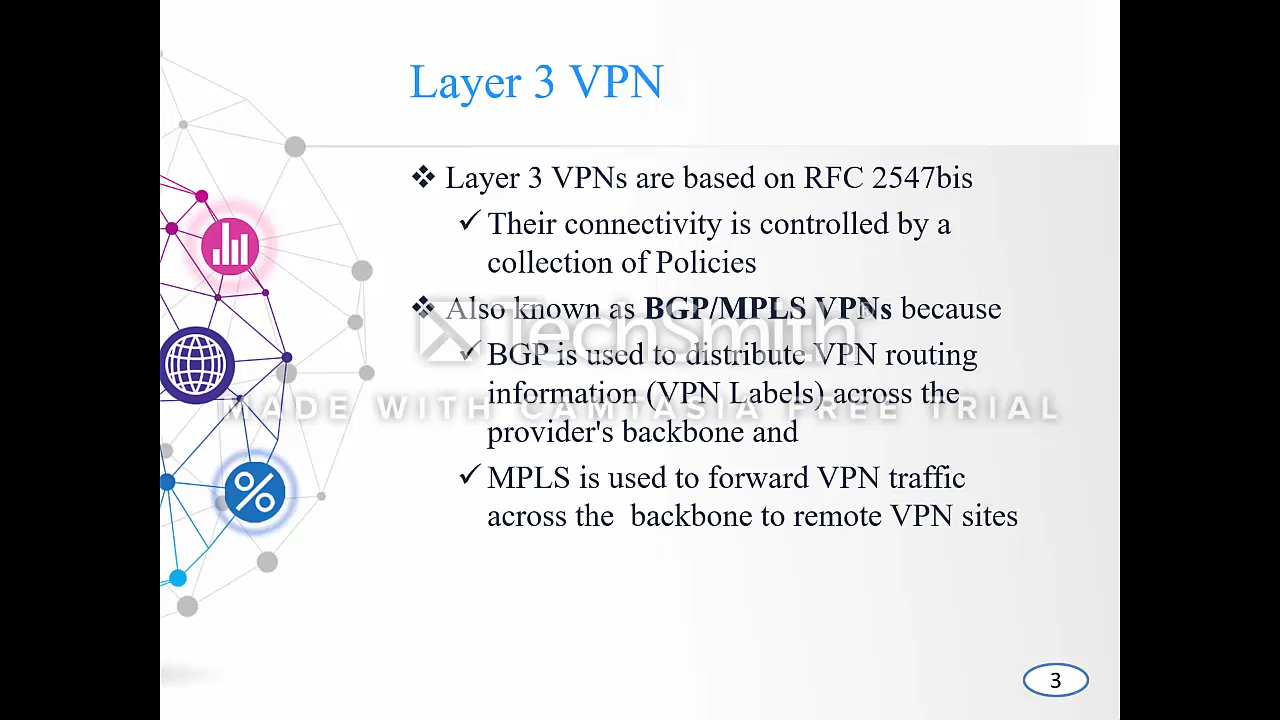 Layer 3 VPN
❖ Layer 3 VPNs are based on RFC 2547bis
✓ Their connectivity is controlled by a
collection of Policies
❖ Also known as BGP/MPLS VPNs because
TechSmith
✓ BGP is used to distribute VPN routing
information (VPN Labels) across the
MADE WITH CAMTASIA FREE TRIAL
provider's backbone and
✓ MPLS is used to forward VPN traffic
across the  backbone to remote VPN sites
%
3